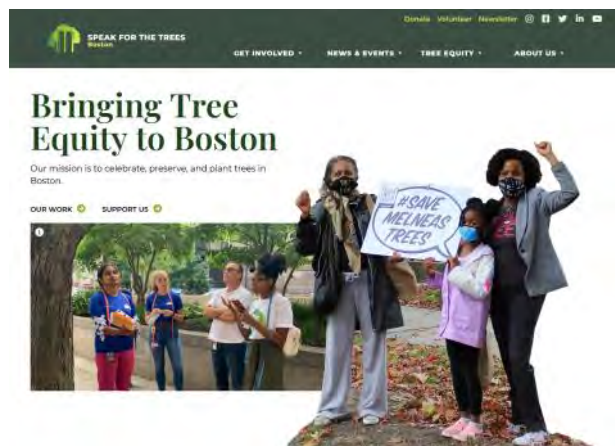 Donate Volunteer Newsletter
SPEAK FOR THE TREES
Boston
GET INVOLVED NEWS & EVENTS TREE EQUITY ABOUT US
Bringing Tree
Equity to Boston
Our mission is to celebrate, preserve, and plant trees in
Boston.
OUR WORK SUPPORT US
#SAVE
MELNEAS
TREES